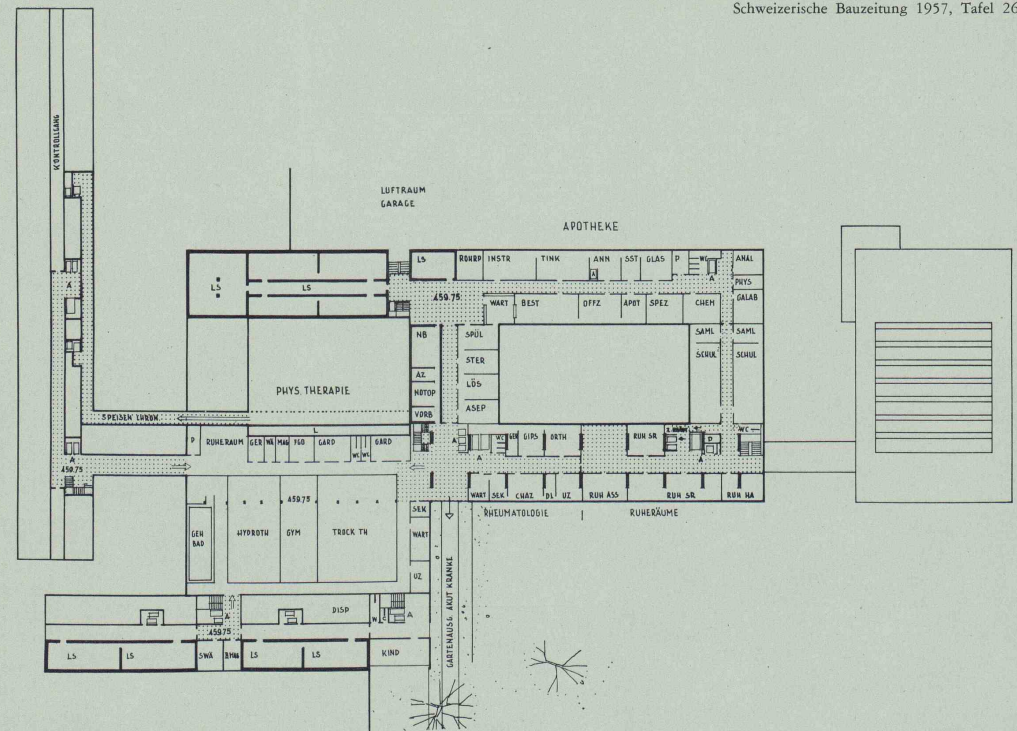 Schweizerische Bauzeitung 1957, Tafel 26
KONTROLLGANG
LUFTRAUM
GARAGE
APOTHEKE
LS
LS
LS
ROHRP
INSTR
TINK
ANN
SST
GLAS
P
WC
A
A
ANAL
PHYS
GALAB
459.75
WART
BEST
OFFZ
APOT
SPEZ
CHEM
SAML
SAML
SCHUL
SCHUL
NB
AZ
NOTOP
VORB
SPÜL
STER
LÖS
ASEP
A
PHYS. THERAPIE
SPEISEN CHRON.
L
P
RUHERAUM
GER
WÄ
MAG
FGO
GARD
WC
WC
GARD
A
A
WC
GER
GIPS
ORTH
RUH SR
D
A
WC
A
459.75
WART
SEK
CHAZ
DL
UZ
RUH ASS
RUH SR
RUH HA
RHEUMATOLOGIE
RUHERÄUME
GEH
BAD
HYDROTH
459.75
GYM
TROCK TH
SEK
WART
UZ
GARTENAUSG. AKUT KRANKE
A
459.75
DISP
W
C
A
LS
LS
SWÄ
LS
LS
KIND